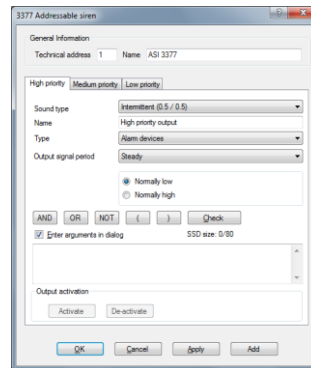 3377 Addressable siren
General Information
Technical address 1 Name ASI 3377
High priority Medium priority Low priority
Sound type Intermittent (0.5 / 0.5)
Name High priority output
Type Alarm devices
Output signal period Steady
Normally low
Normally high
AND OR NOT ( ) Check
Enter arguments in dialog SSD size: 0/80
Output activation
Activate De-activate
OK Cancel Apply Add